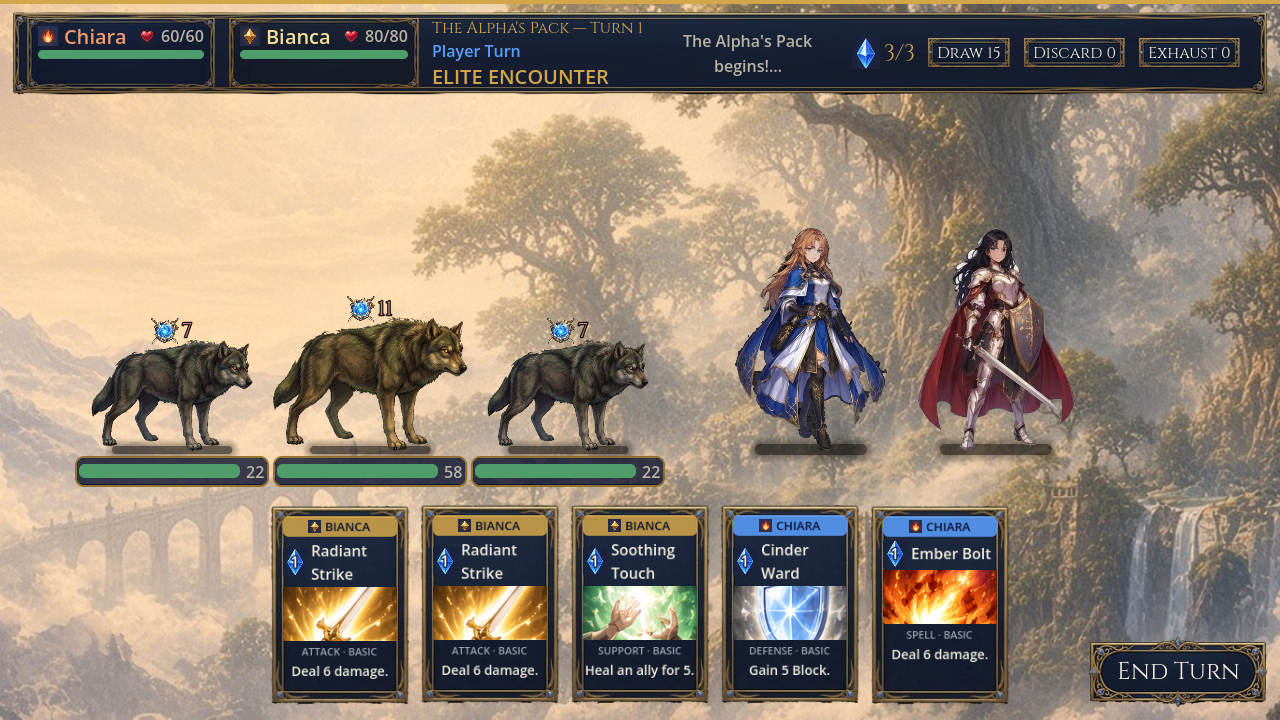 Chiara 60/60
Bianca 80/80
The Alpha's Pack — Turn 1
Player Turn
ELITE ENCOUNTER
The Alpha's Pack
begins!...
3/3
Draw 15
Discard 0
Exhaust 0
7
11
7
22
58
22
BIANCA
1
Radiant
Strike
ATTACK · BASIC
Deal 6 damage.
BIANCA
1
Radiant
Strike
ATTACK · BASIC
Deal 6 damage.
BIANCA
1
Soothing
Touch
SUPPORT · BASIC
Heal an ally for 5.
CHIARA
1
Cinder
Ward
DEFENSE · BASIC
Gain 5 Block.
CHIARA
1
Ember Bolt
SPELL · BASIC
Deal 6 damage.
End Turn